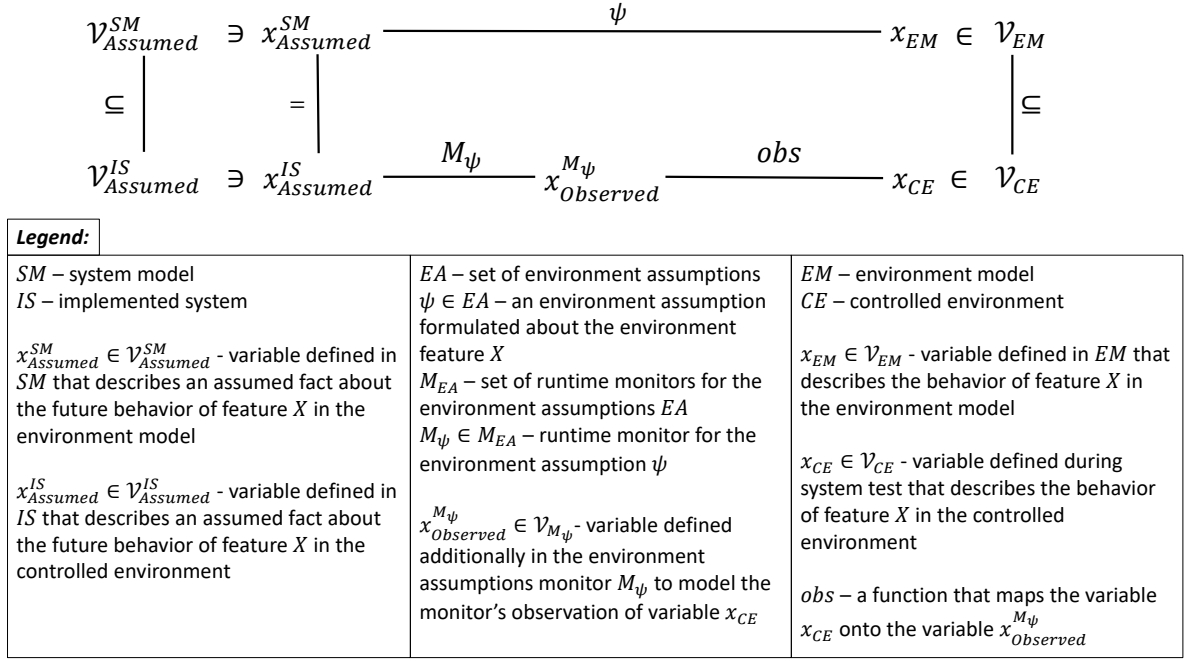 𝒱^{SM}_{Assumed} ∋ x^{SM}_{Assumed} ψ x_{EM} ∈ 𝒱_{EM}
⊆ = ⊆
𝒱^{IS}_{Assumed} ∋ x^{IS}_{Assumed} M_ψ x^{M_ψ}_{Observed} obs x_{CE} ∈ 𝒱_{CE}
Legend:
SM – system model
IS – implemented system
x^{SM}_{Assumed} ∈ 𝒱^{SM}_{Assumed} - variable defined in
SM that describes an assumed fact about
the future behavior of feature X in the
environment model
x^{IS}_{Assumed} ∈ 𝒱^{IS}_{Assumed} - variable defined in
IS that describes an assumed fact about
the future behavior of feature X in the
controlled environment
EA – set of environment assumptions
ψ ∈ EA – an environment assumption
formulated about the environment
feature X
M_{EA} – set of runtime monitors for the
environment assumptions EA
M_ψ ∈ M_{EA} – runtime monitor for the
environment assumption ψ
x^{M_ψ}_{Observed} ∈ 𝒱_{M_ψ}- variable defined
additionally in the environment
assumptions monitor M_ψ to model the
monitor's observation of variable x_{CE}
EM – environment model
CE – controlled environment
x_{EM} ∈ 𝒱_{EM} - variable defined in EM that
describes the behavior of feature X in
the environment model
x_{CE} ∈ 𝒱_{CE} - variable defined during
system test that describes the behavior
of feature X in the controlled
environment
obs – a function that maps the variable
x_{CE} onto the variable x^{M_ψ}_{Observed}